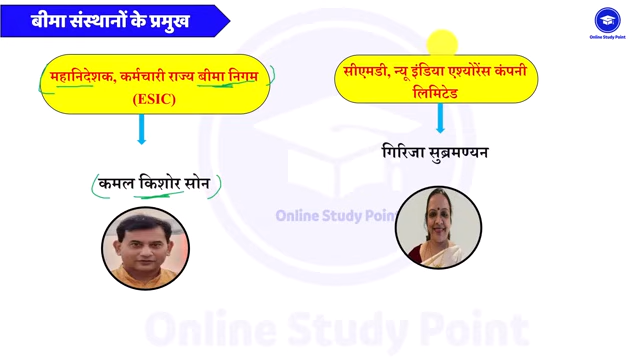 बीमा संस्थानों के प्रमुख
Online Study Point
महानिदेशक, कर्मचारी राज्य बीमा निगम
(ESIC)
सीएमडी, न्यू इंडिया एश्योरेंस कंपनी
लिमिटेड
कमल किशोर सोन
गिरिजा सुब्रमण्यन
Online Study Point
Online Study Point